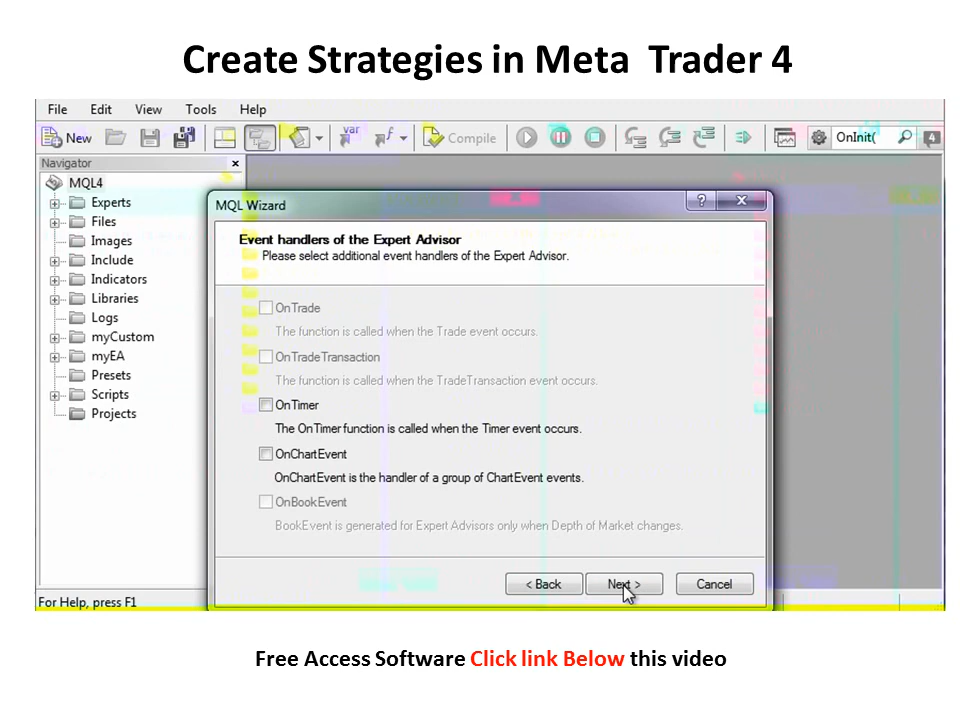 Create Strategies in Meta Trader 4
File Edit View Tools Help
New var f Compile OnInit( 4
Navigator x
MQL4
Experts
Files
Images
Include
Indicators
Libraries
Logs
myCustom
myEA
Presets
Scripts
Projects
MQL Wizard ? X
Event handlers of the Expert Advisor
Please select additional event handlers of the Expert Advisor.
OnTrade
The function is called when the Trade event occurs.
OnTradeTransaction
The function is called when the TradeTransaction event occurs.
OnTimer
The OnTimer function is called when the Timer event occurs.
OnChartEvent
OnChartEvent is the handler of a group of ChartEvent events.
OnBookEvent
BookEvent is generated for Expert Advisors only when Depth of Market changes.
< Back Next > Cancel
For Help, press F1
Free Access Software Click link Below this video